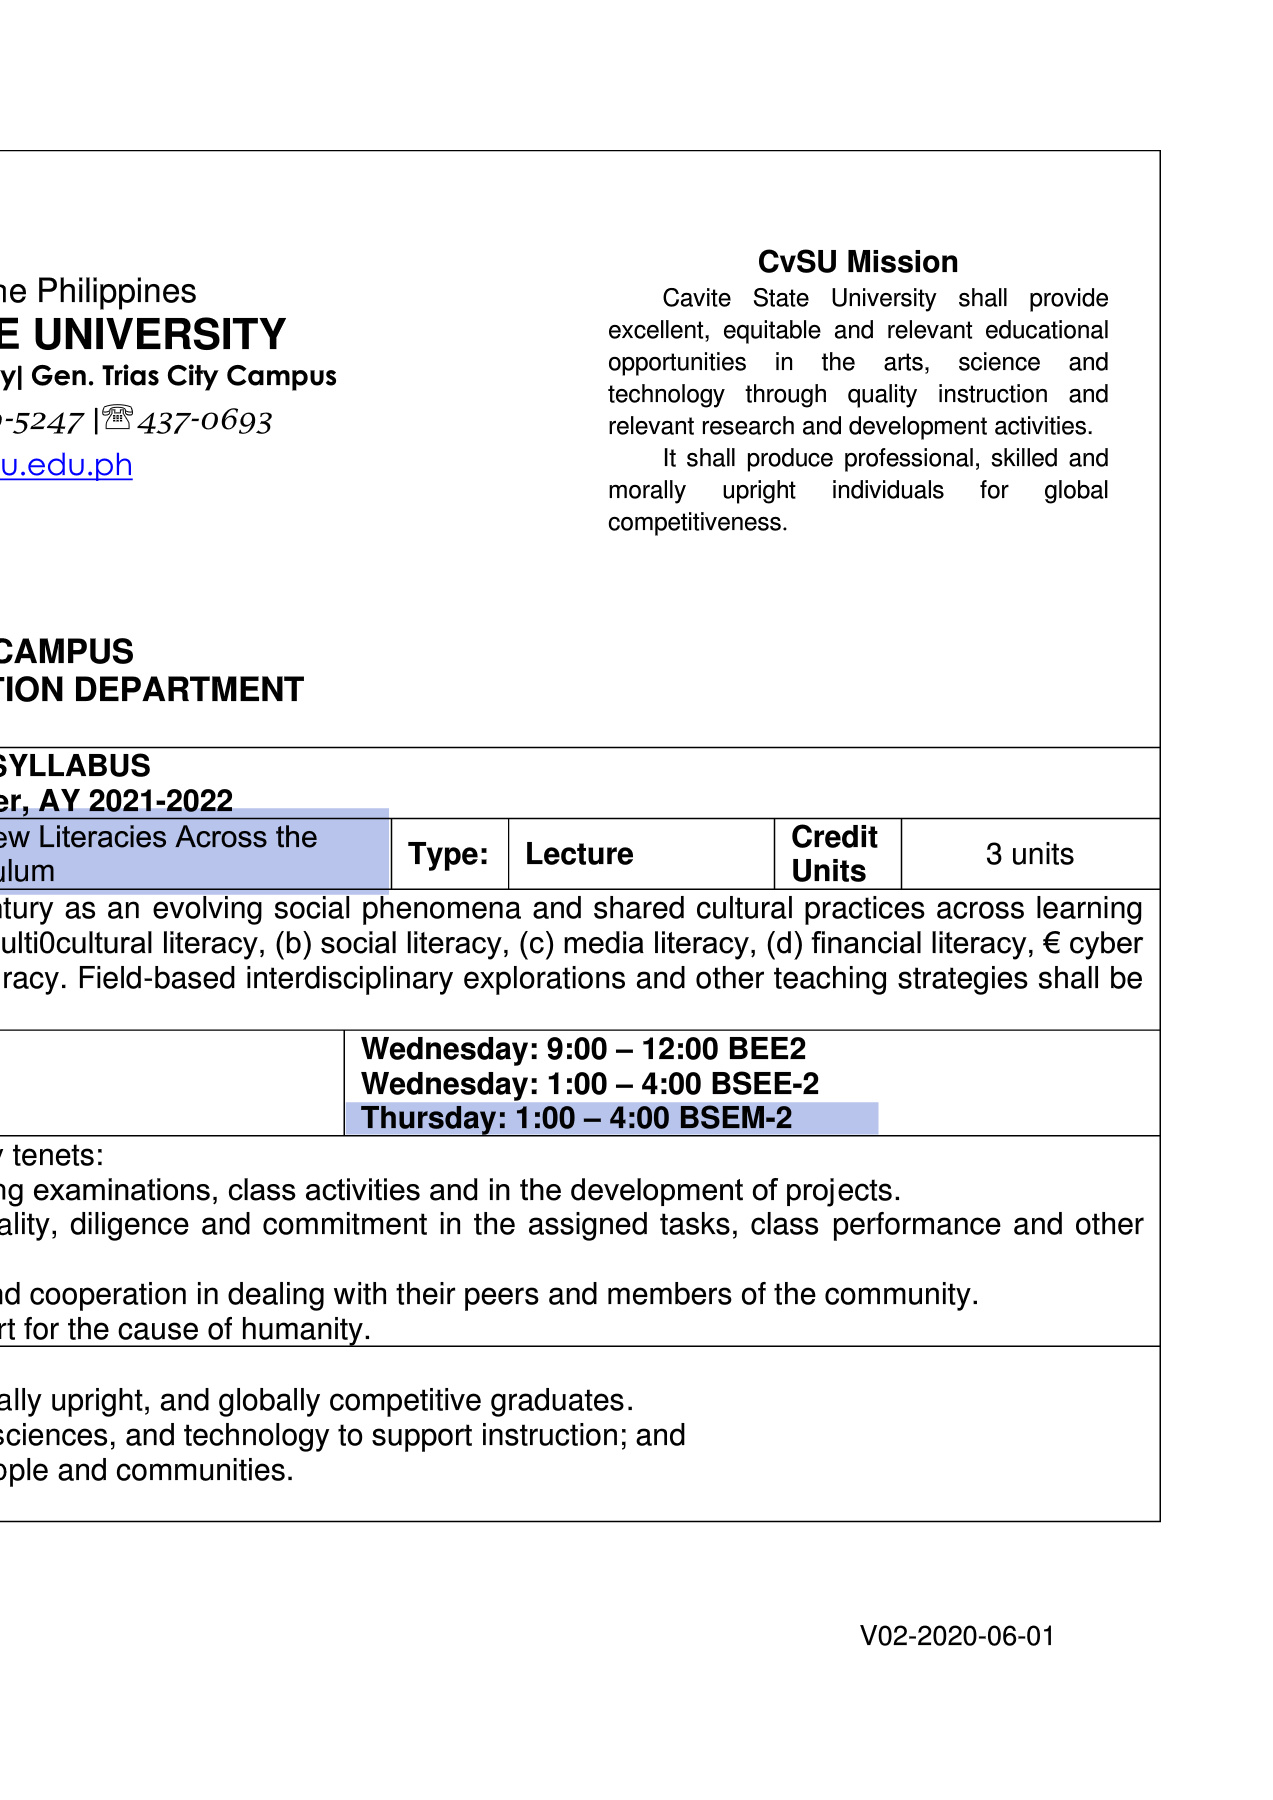 ne Philippines
E UNIVERSITY
y| Gen. Trias City Campus
-5247 |☏437-0693
u.edu.ph
CvSU Mission
Cavite State University shall provide
excellent, equitable and relevant educational
opportunities in the arts, science and
technology through quality instruction and
relevant research and development activities.
It shall produce professional, skilled and
morally upright individuals for global
competitiveness.
CAMPUS
TION DEPARTMENT
SYLLABUS
er, AY 2021-2022
ew Literacies Across the
ulum
Type:
Lecture
Credit
Units
3 units
ntury as an evolving social phenomena and shared cultural practices across learning
ulti0cultural literacy, (b) social literacy, (c) media literacy, (d) financial literacy, € cyber
racy. Field-based interdisciplinary explorations and other teaching strategies shall be
Wednesday: 9:00 – 12:00 BEE2
Wednesday: 1:00 – 4:00 BSEE-2
Thursday: 1:00 – 4:00 BSEM-2
y tenets:
ng examinations, class activities and in the development of projects.
ality, diligence and commitment in the assigned tasks, class performance and other
nd cooperation in dealing with their peers and members of the community.
rt for the cause of humanity.
ally upright, and globally competitive graduates.
sciences, and technology to support instruction; and
ople and communities.
V02-2020-06-01